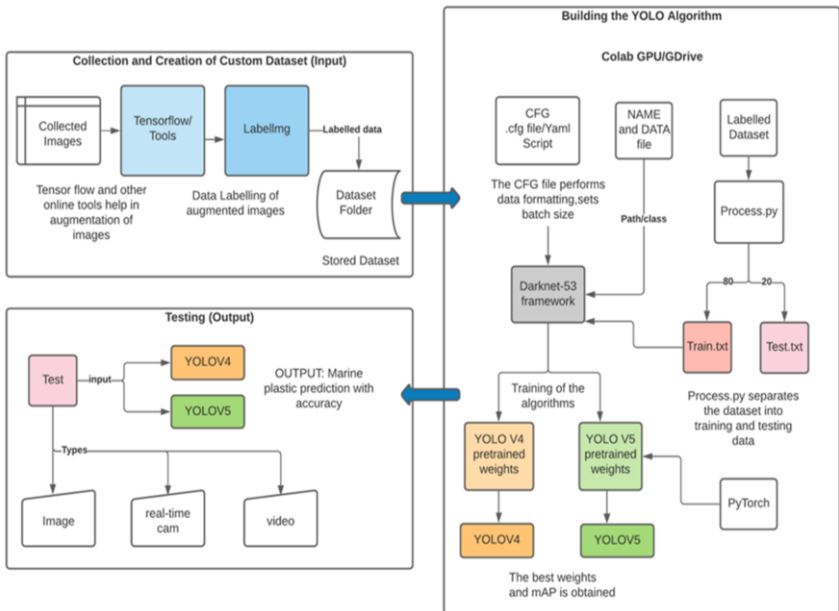 Collection and Creation of Custom Dataset (Input)
Collected
Images
Tensorflow/
Tools
LabelImg
Labelled data
Dataset
Folder
Tensor flow and other
online tools help in
augmentation of
images
Data Labelling of
augmented images
Stored Dataset
Building the YOLO Algorithm
Colab GPU/GDrive
CFG
.cfg file/Yaml
Script
NAME
and DATA
file
Labelled
Dataset
The CFG file performs
data formatting,sets
batch size
Path/class
Process.py
80
20
Darknet-53
framework
Train.txt
Test.txt
Process.py separates
the dataset into
training and testing
data
Training of the
algorithms
YOLO V4
pretrained
weights
YOLO V5
pretrained
weights
PyTorch
YOLOV4
YOLOV5
The best weights
and mAP is obtained
Testing (Output)
Test
input
YOLOV4
YOLOV5
OUTPUT: Marine
plastic prediction with
accuracy
Types
Image
real-time
cam
video